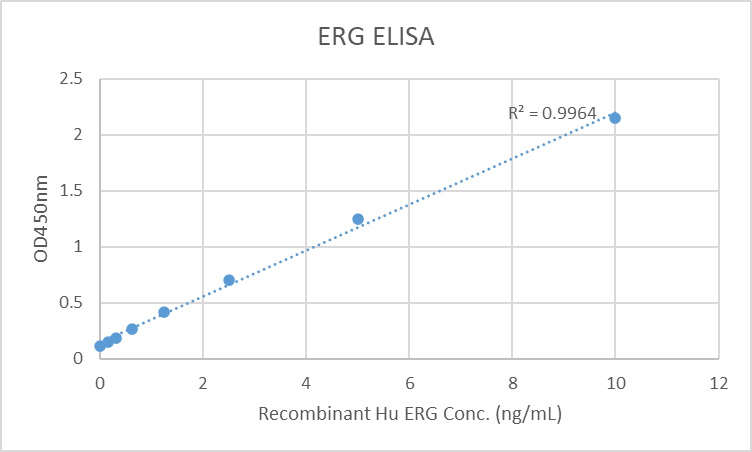 ERG ELISA
2.5
R² = 0.9964
2
1.5
1
0.5
0
OD450nm
0 2 4 6 8 10 12
Recombinant Hu ERG Conc. (ng/mL)